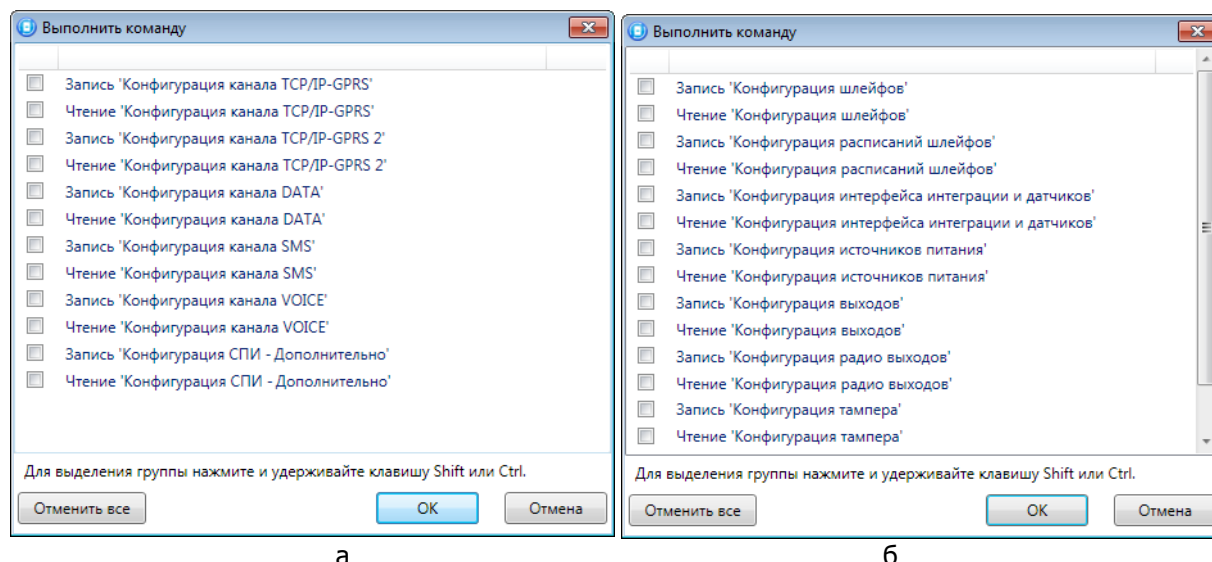 Выполнить команду
Запись 'Конфигурация канала TCP/IP-GPRS'
Чтение 'Конфигурация канала TCP/IP-GPRS'
Запись 'Конфигурация канала TCP/IP-GPRS 2'
Чтение 'Конфигурация канала TCP/IP-GPRS 2'
Запись 'Конфигурация канала DATA'
Чтение 'Конфигурация канала DATA'
Запись 'Конфигурация канала SMS'
Чтение 'Конфигурация канала SMS'
Запись 'Конфигурация канала VOICE'
Чтение 'Конфигурация канала VOICE'
Запись 'Конфигурация СПИ - Дополнительно'
Чтение 'Конфигурация СПИ - Дополнительно'
Для выделения группы нажмите и удерживайте клавишу Shift или Ctrl.
Отменить все
OK
Отмена
а
Выполнить команду
Запись 'Конфигурация шлейфов'
Чтение 'Конфигурация шлейфов'
Запись 'Конфигурация расписаний шлейфов'
Чтение 'Конфигурация расписаний шлейфов'
Запись 'Конфигурация интерфейса интеграции и датчиков'
Чтение 'Конфигурация интерфейса интеграции и датчиков'
Запись 'Конфигурация источников питания'
Чтение 'Конфигурация источников питания'
Запись 'Конфигурация выходов'
Чтение 'Конфигурация выходов'
Запись 'Конфигурация радио выходов'
Чтение 'Конфигурация радио выходов'
Запись 'Конфигурация тампера'
Чтение 'Конфигурация тампера'
Для выделения группы нажмите и удерживайте клавишу Shift или Ctrl.
Отменить все
OK
Отмена
б